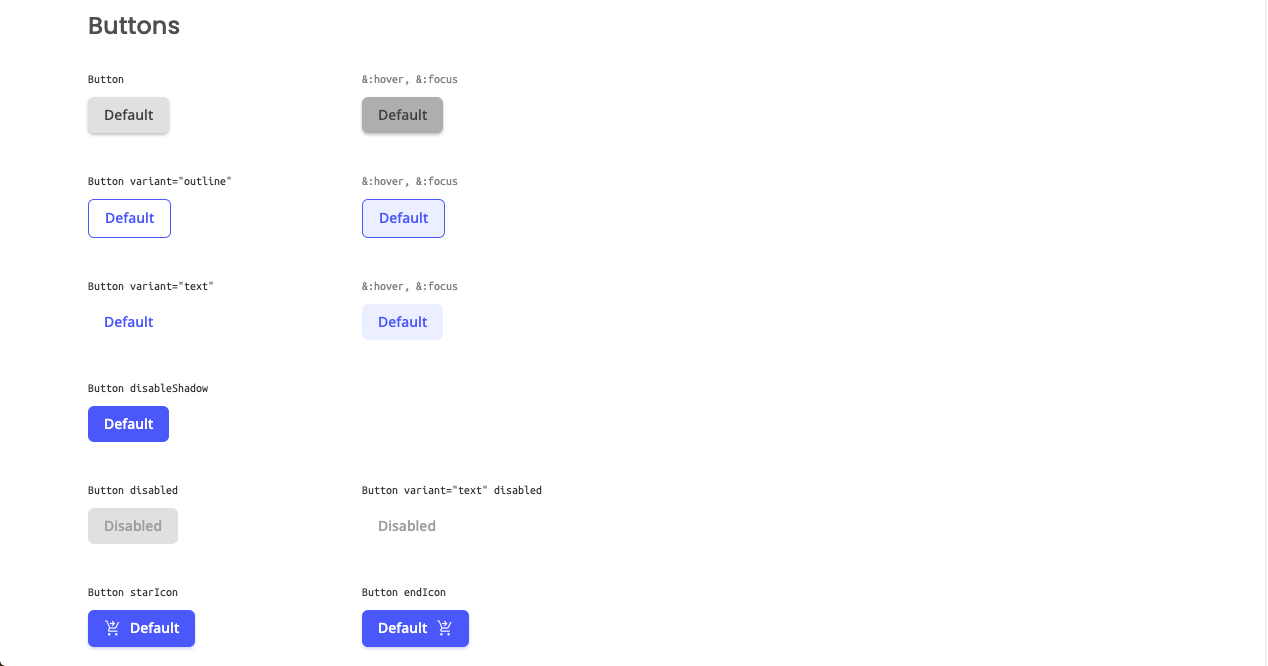 Buttons
Button
&:hover, &:focus
Default
Default
Button variant="outline"
&:hover, &:focus
Default
Default
Button variant="text"
&:hover, &:focus
Default
Default
Button disableShadow
Default
Button disabled
Button variant="text" disabled
Disabled
Disabled
Button starIcon
Button endIcon
Default
Default